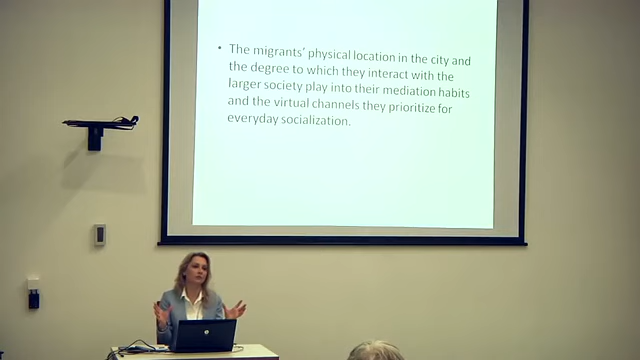 • The migrants' physical location in the city and
the degree to which they interact with the
larger society play into their mediation habits
and the virtual channels they prioritize for
everyday socialization.